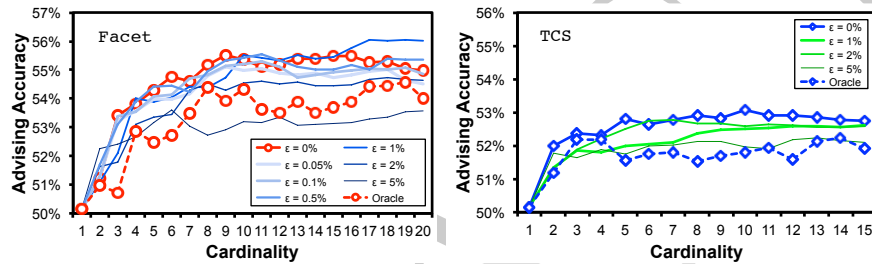 Facet
Advising Accuracy
57%
56%
55%
54%
53%
52%
51%
50%
ε = 0% ε = 1%
ε = 0.05% ε = 2%
ε = 0.1% ε = 5%
ε = 0.5% Oracle
1 2 3 4 5 6 7 8 9 10 11 12 13 14 15 16 17 18 19 20
Cardinality
TCS
Advising Accuracy
56%
55%
54%
53%
52%
51%
50%
ε = 0%
ε = 1%
ε = 2%
ε = 5%
Oracle
1 2 3 4 5 6 7 8 9 10 11 12 13 14 15
Cardinality